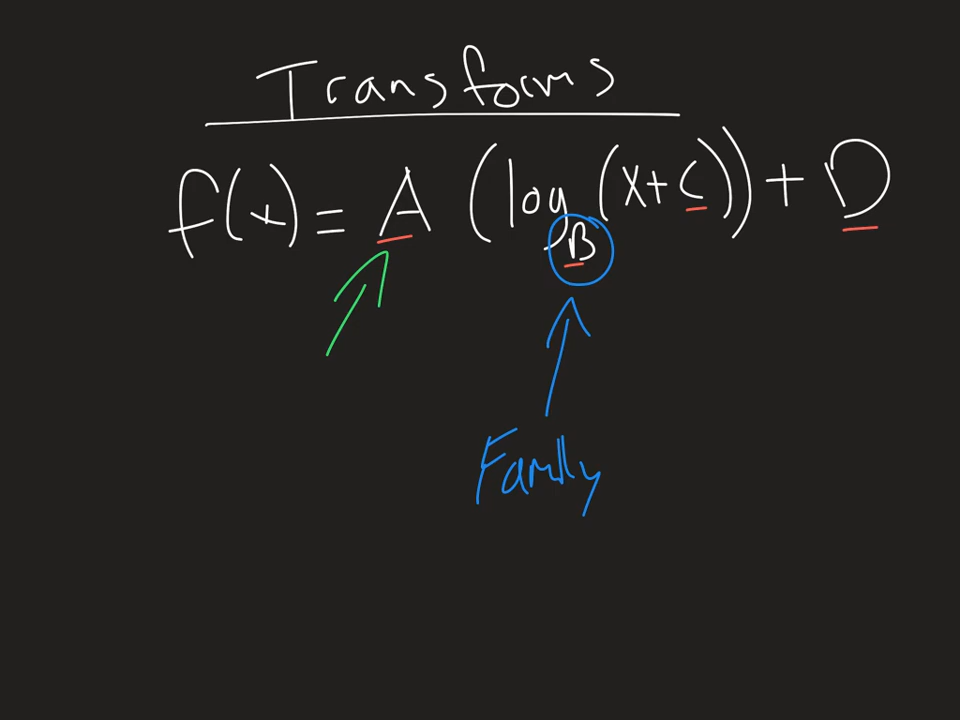 Transforms
f(x) = A (log_B (x+c)) + D
Family